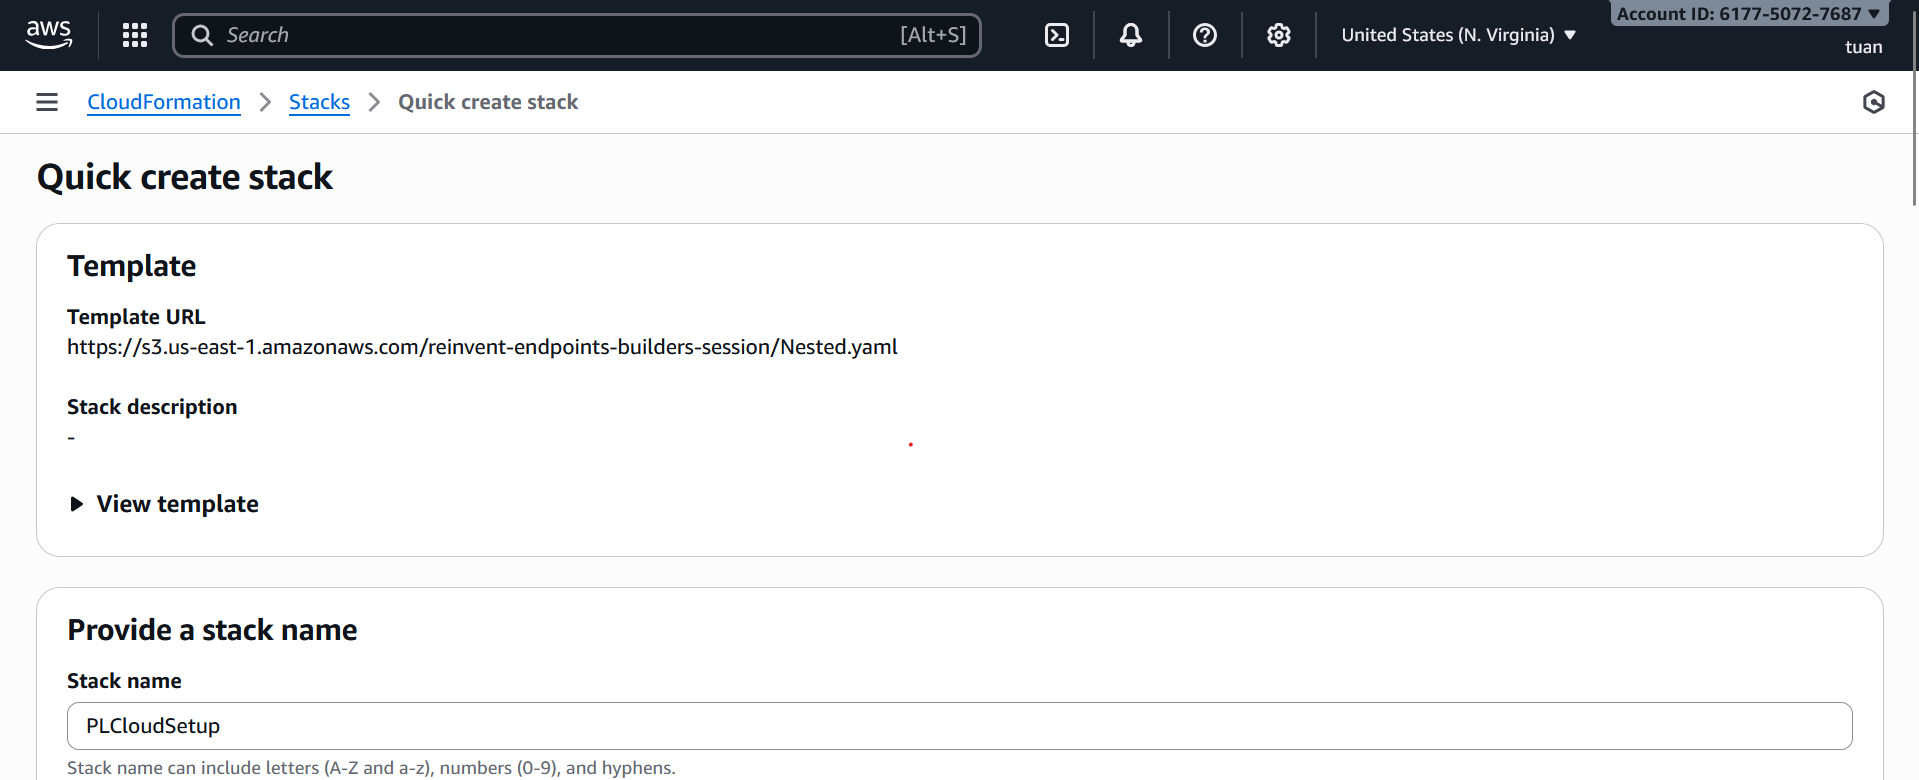 aws
Search
[Alt+S]
United States (N. Virginia)
Account ID: 6177-5072-7687
tuan
CloudFormation
Stacks
Quick create stack
Quick create stack
Template
Template URL
https://s3.us-east-1.amazonaws.com/reinvent-endpoints-builders-session/Nested.yaml
Stack description
-
View template
Provide a stack name
Stack name
PLCloudSetup
Stack name can include letters (A-Z and a-z), numbers (0-9), and hyphens.